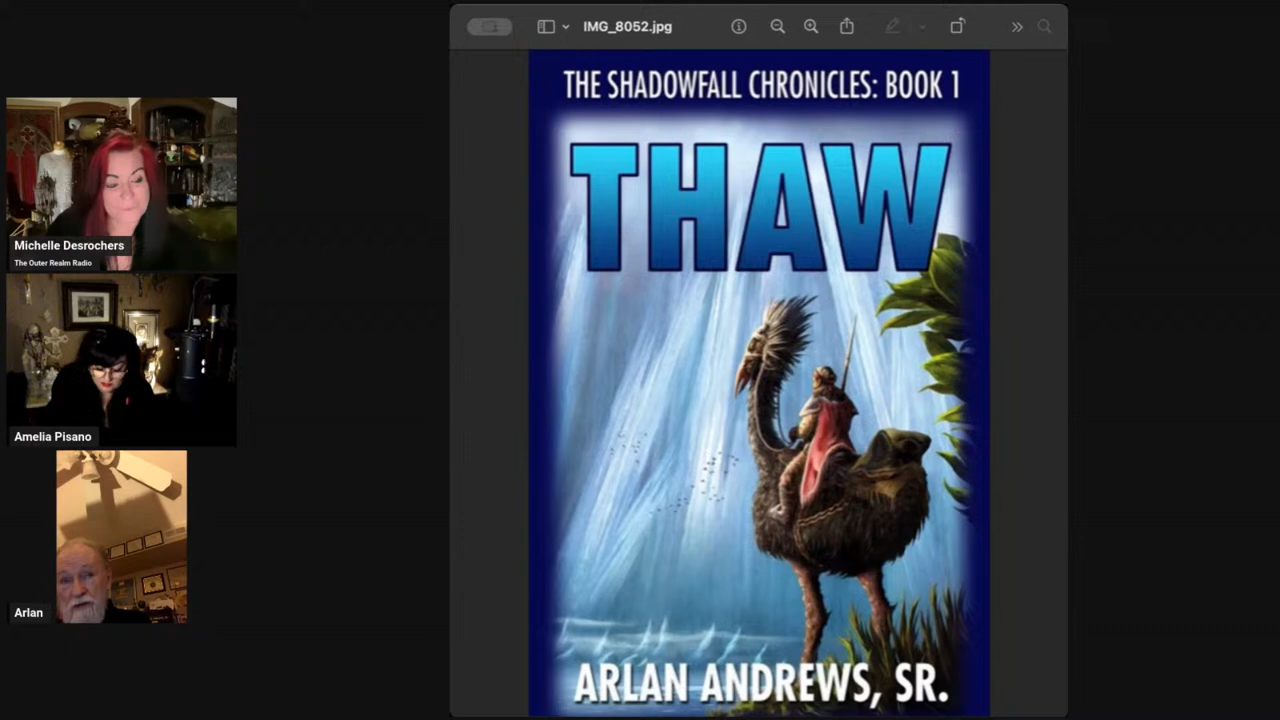 IMG_8052.jpg
THE SHADOWFALL CHRONICLES: BOOK 1
THAW
ARLAN ANDREWS, SR.
Michelle Desrochers
The Outer Realm Radio
Amelia Pisano
Arlan